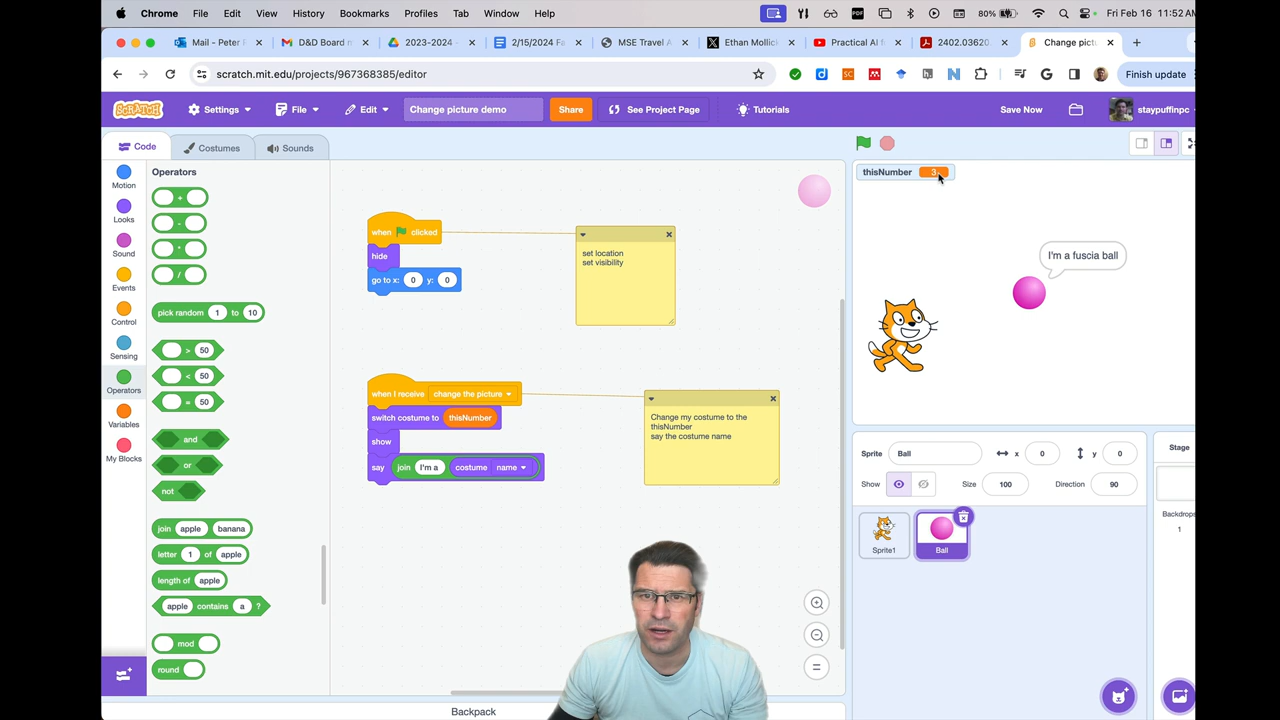 Chrome File Edit View History Bookmarks Profiles Tab Window Help PDF 80% Fri Feb 16 11:52 AM
Mail – Peter Gmail – D&D Board m 2023-2024 – 2/15/2024 Fe MSE Travel A Ethan Mollick Practical AI f 2402.03620. Change pictu
scratch.mit.edu/projects/967368385/editor Finish update
SCRATCH Settings File Edit Change picture demo Share See Project Page Tutorials Save Now staypuffinpc
Code Costumes Sounds
Motion
Looks
Sound
Events
Control
Sensing
Operators
Variables
My Blocks
Operators
+
-
*
/
pick random 1 to 10
> 50
< 50
= 50
and
or
not
join apple banana
letter 1 of apple
length of apple
apple contains a ?
mod
round
when clicked
hide
go to x: 0 y: 0
set location
set visibility
when I receive change the picture
switch costume to thisNumber
show
say join I'm a costume name
Change my costume to the
thisNumber
say the costume name
Backpack
thisNumber 3
I'm a fuscia ball
Sprite Ball x 0 y 0
Show Size 100 Direction 90
Sprite1
Ball
Stage
Backdrops
1